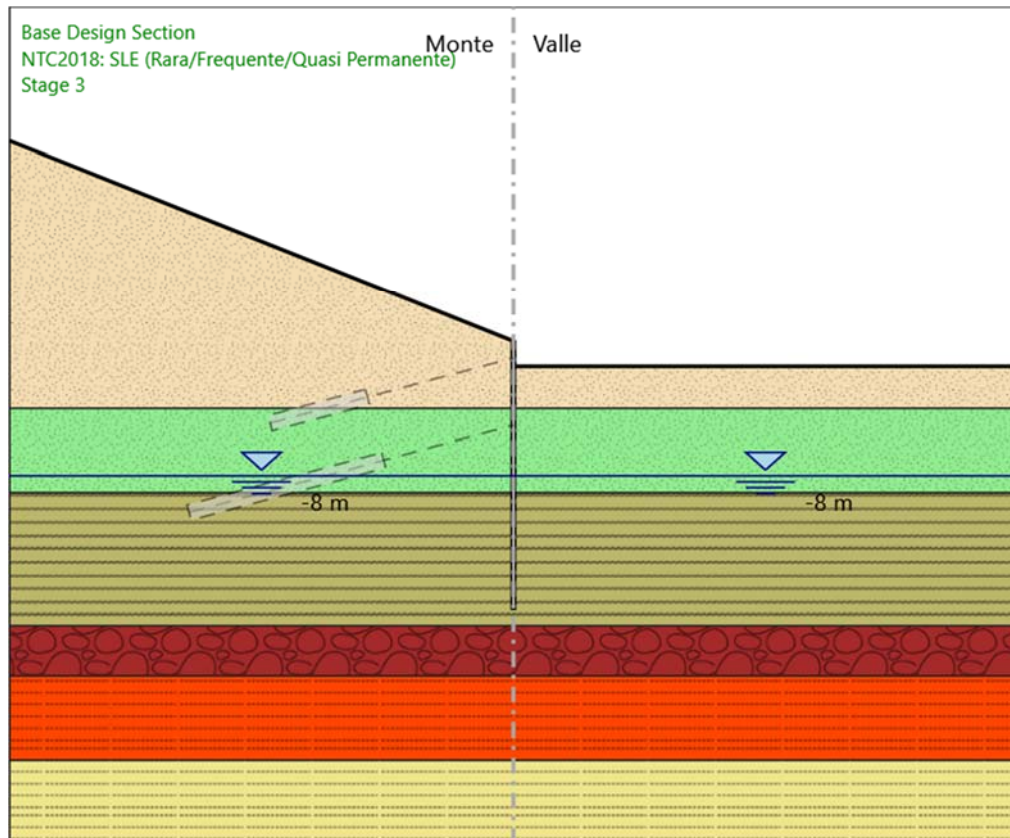 Base Design Section
NTC2018: SLE (Rara/Frequente/Quasi Permanente)
Stage 3
Monte
Valle
-8 m
-8 m